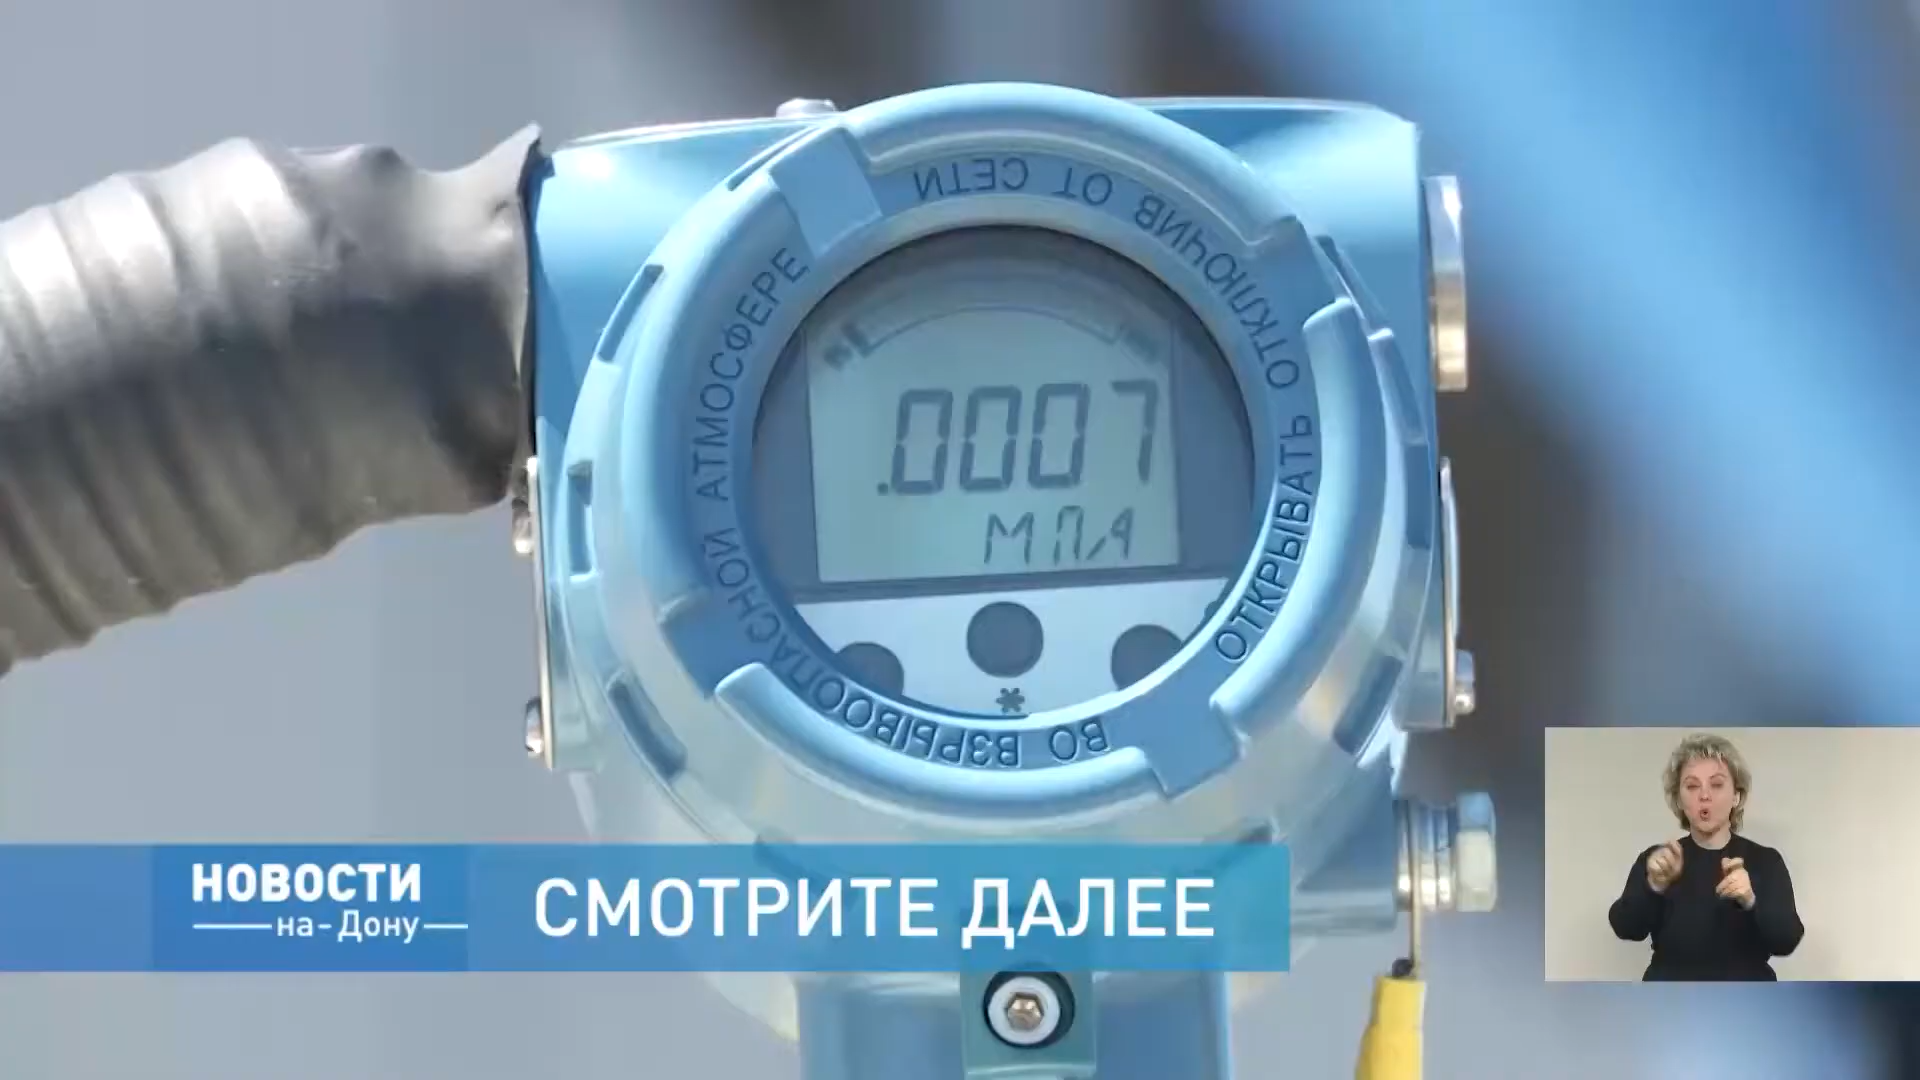 ОТКРЫВАТЬ ОТКЛЮЧИВ ОТ СЕТИ
ВО ВЗРЫВООПАСНОЙ АТМОСФЕРЕ
.0007
МПА
*
НОВОСТИ
на-Дону
СМОТРИТЕ ДАЛЕЕ